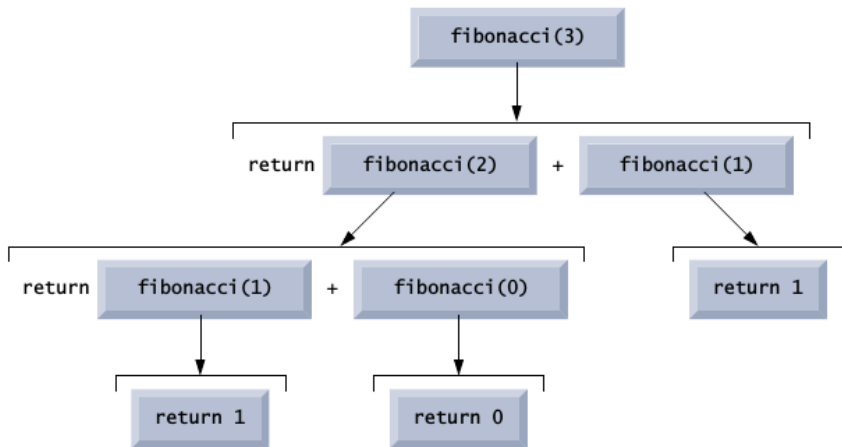 fibonacci(3)
return fibonacci(2) + fibonacci(1)
return fibonacci(1) + fibonacci(0)
return 1
return 1
return 0